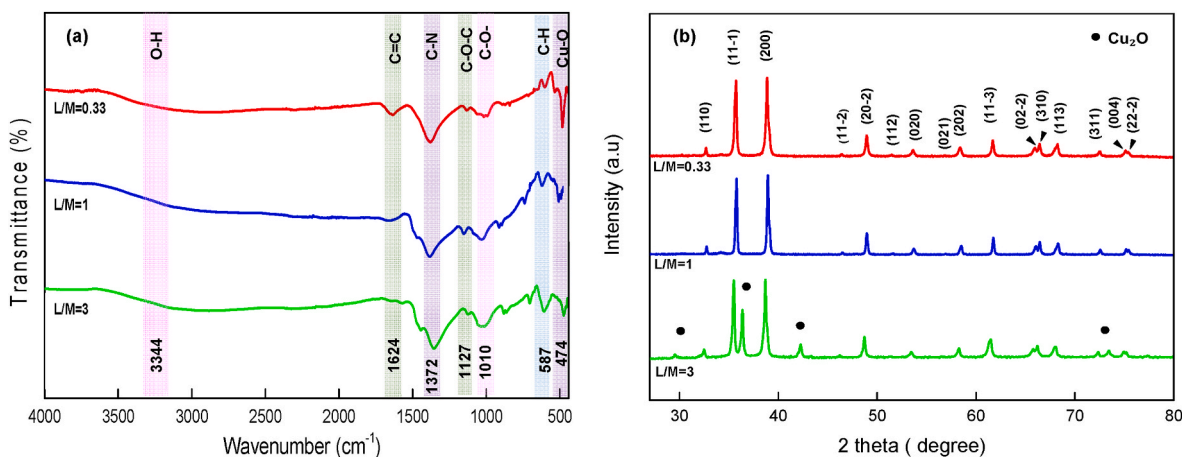 (a)
O-H
C=C
C-N
C-O-C
C-O-
C-H
Cu-O
L/M=0.33
L/M=1
L/M=3
3344
1624
1372
1127
1010
587
474
Transmittance (%)
4000 3500 3000 2500 2000 1500 1000 500
Wavenumber (cm⁻¹)
(b)
Cu₂O
(110)
(11-1)
(200)
(11-2)
(20-2)
(112)
(020)
(021)
(202)
(11-3)
(02-2)
(310)
(113)
(311)
(004)
(22-2)
L/M=0.33
L/M=1
L/M=3
Intensity (a.u)
30 40 50 60 70 80
2 theta ( degree)